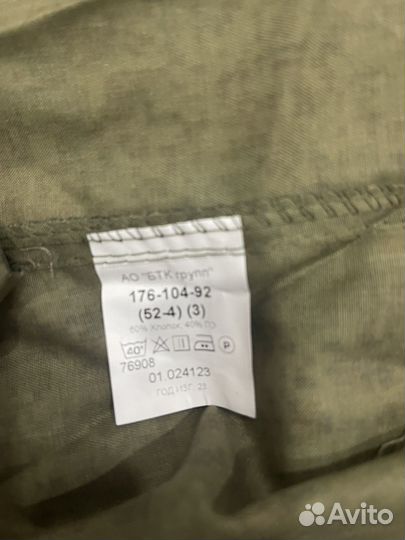 АО "БТК групп"
176-104-92
(52-4) (3)
60% Хлопок, 40% ПЭ
40°
P
76908
01.024123
ГОД ИЗГ. 23
Avito